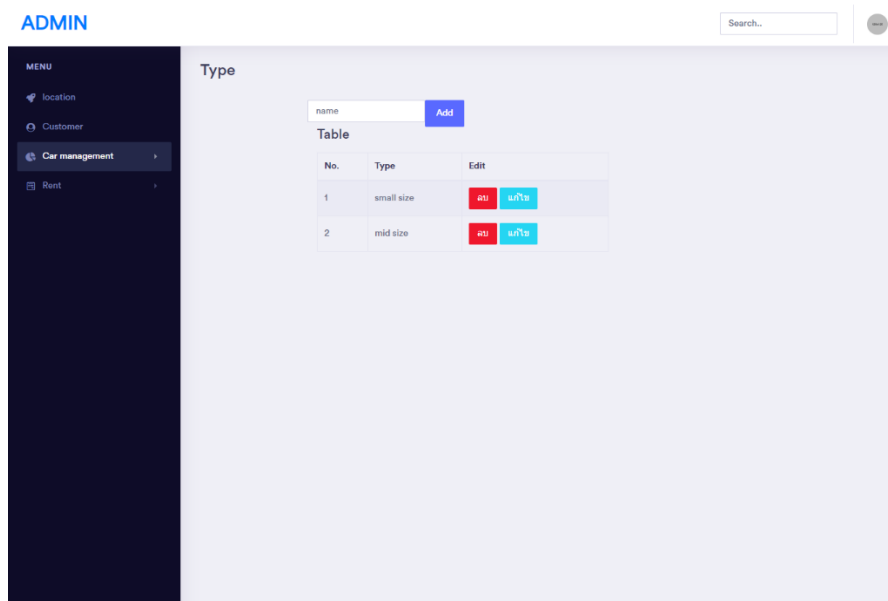 ADMIN
Search..
MENU
location
Customer
Car management
Rent
Type
name
Add
Table
No. Type Edit
1 small size ลบ แก้ไข
2 mid size ลบ แก้ไข